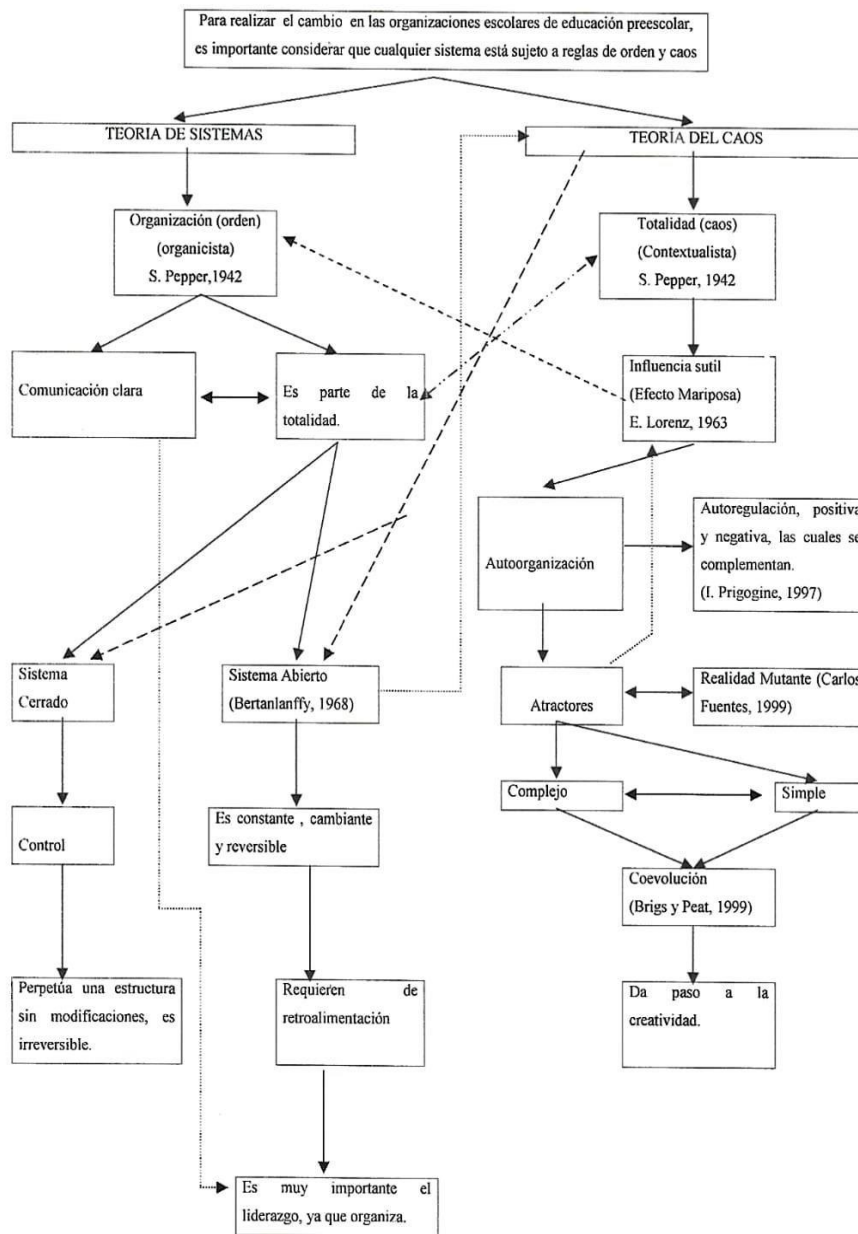 Para realizar el cambio en las organizaciones escolares de educación preescolar,
es importante considerar que cualquier sistema está sujeto a reglas de orden y caos
TEORIA DE SISTEMAS
TEORÍA DEL CAOS
Organización (orden)
(organicista)
S. Pepper,1942
Totalidad (caos)
(Contextualista)
S. Pepper, 1942
Comunicación clara
Es parte de la
totalidad.
Influencia sutil
(Efecto Mariposa)
E. Lorenz, 1963
Autoorganización
Autoregulación, positiva
y negativa, las cuales se
complementan.
(I. Prigogine, 1997)
Sistema
Cerrado
Sistema Abierto
(Bertanlanffy, 1968)
Atractores
Realidad Mutante (Carlos
Fuentes, 1999)
Complejo
Simple
Control
Es constante , cambiante
y reversible
Coevolución
(Brigs y Peat, 1999)
Perpetúa una estructura
sin modificaciones, es
irreversible.
Requieren de
retroalimentación
Da paso a la
creatividad.
Es muy importante el
liderazgo, ya que organiza.